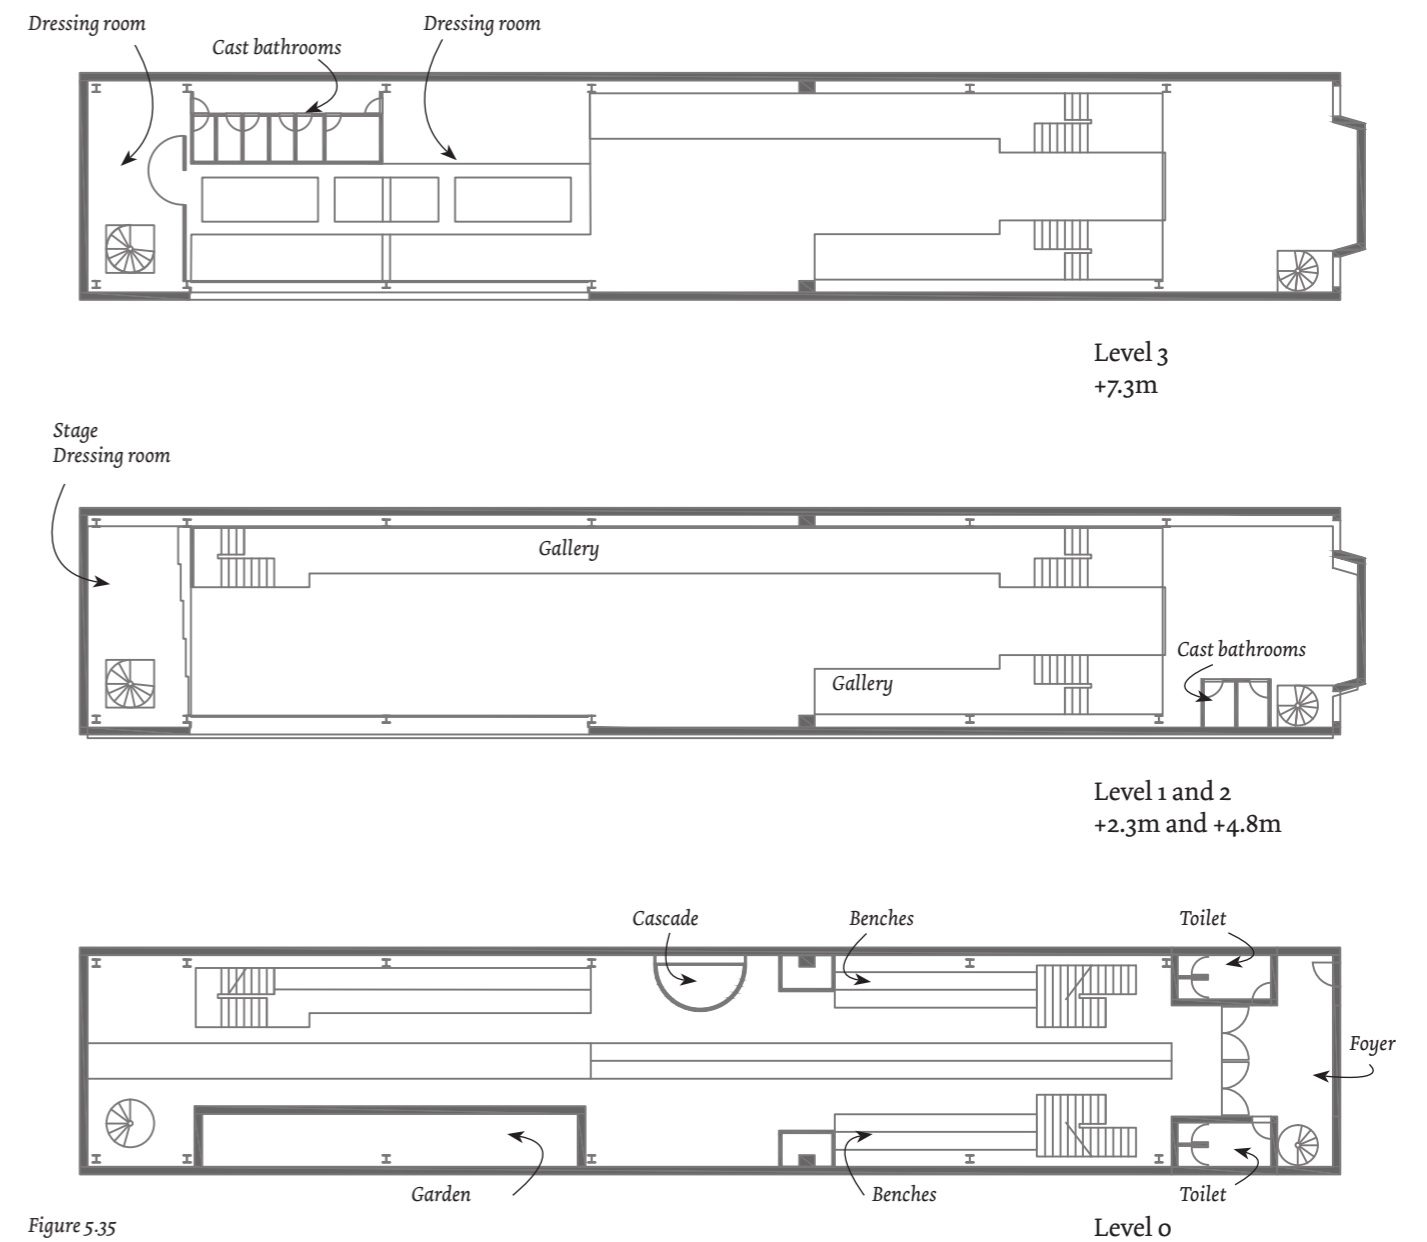 Dressing room
Dressing room
Cast bathrooms
Level 3
+7.3m
Stage
Dressing room
Gallery
Cast bathrooms
Gallery
Level 1 and 2
+2.3m and +4.8m
Cascade
Benches
Toilet
Foyer
Garden
Benches
Toilet
Figure 5.35
Level 0